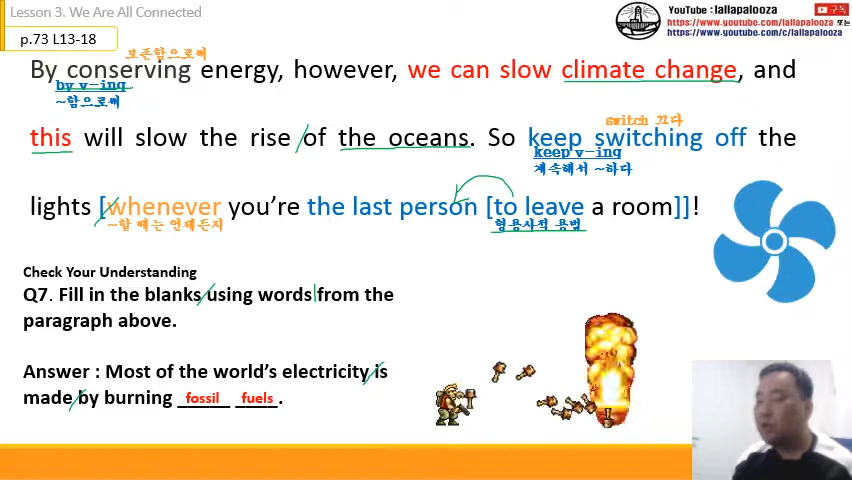 Lesson 3. We Are All Connected
YouTube : lallapalooza 구독
https://www.youtube.com/lallapalooza 또는
https://www.youtube.com/c/lallapalooza
p.73 L13-18
보존함으로써
By conserving energy, however, we can slow climate change, and
by v-ing
~함으로써
switch 끄다
this will slow the rise of the oceans. So keep switching off the
keep v-ing
계속해서 ~하다
lights [whenever you're the last person [to leave a room]]!
~할 때는 언제든지 형용사적 용법
Check Your Understanding
Q7. Fill in the blanks using words from the
paragraph above.
Answer : Most of the world's electricity is
made by burning fossil fuels.